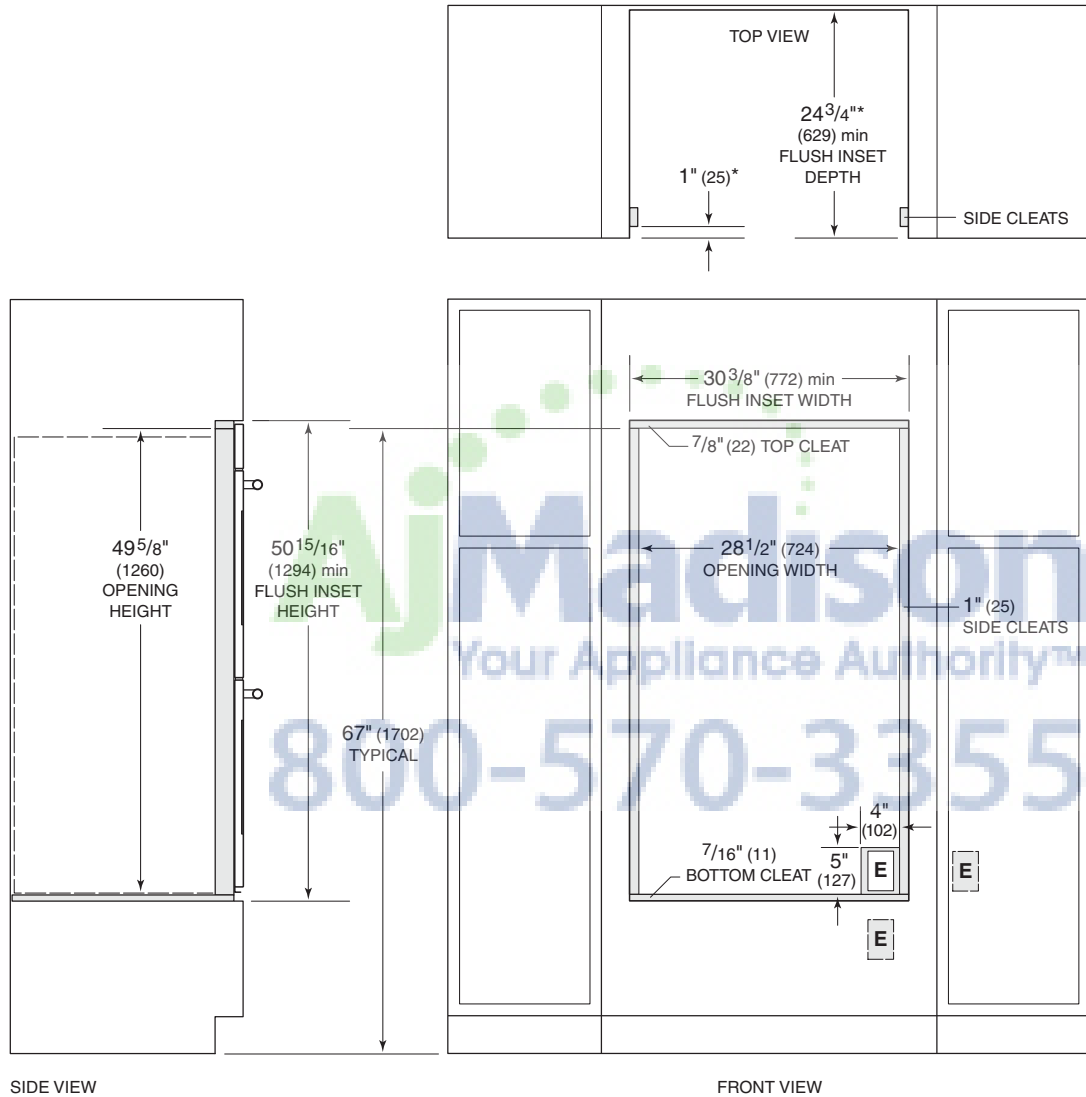 TOP VIEW
24 3/4"*
(629) min
FLUSH INSET
DEPTH
1" (25)*
SIDE CLEATS
30 3/8" (772) min
FLUSH INSET WIDTH
7/8" (22) TOP CLEAT
49 5/8"
(1260)
OPENING
HEIGHT
50 15/16"
(1294) min
FLUSH INSET
HEIGHT
28 1/2" (724)
OPENING WIDTH
1" (25)
SIDE CLEATS
AjMadison
Your Appliance Authority™
67" (1702)
TYPICAL
800-570-3355
4"
(102)
7/16" (11)
BOTTOM CLEAT
5"
(127)
E
E
E
SIDE VIEW
FRONT VIEW